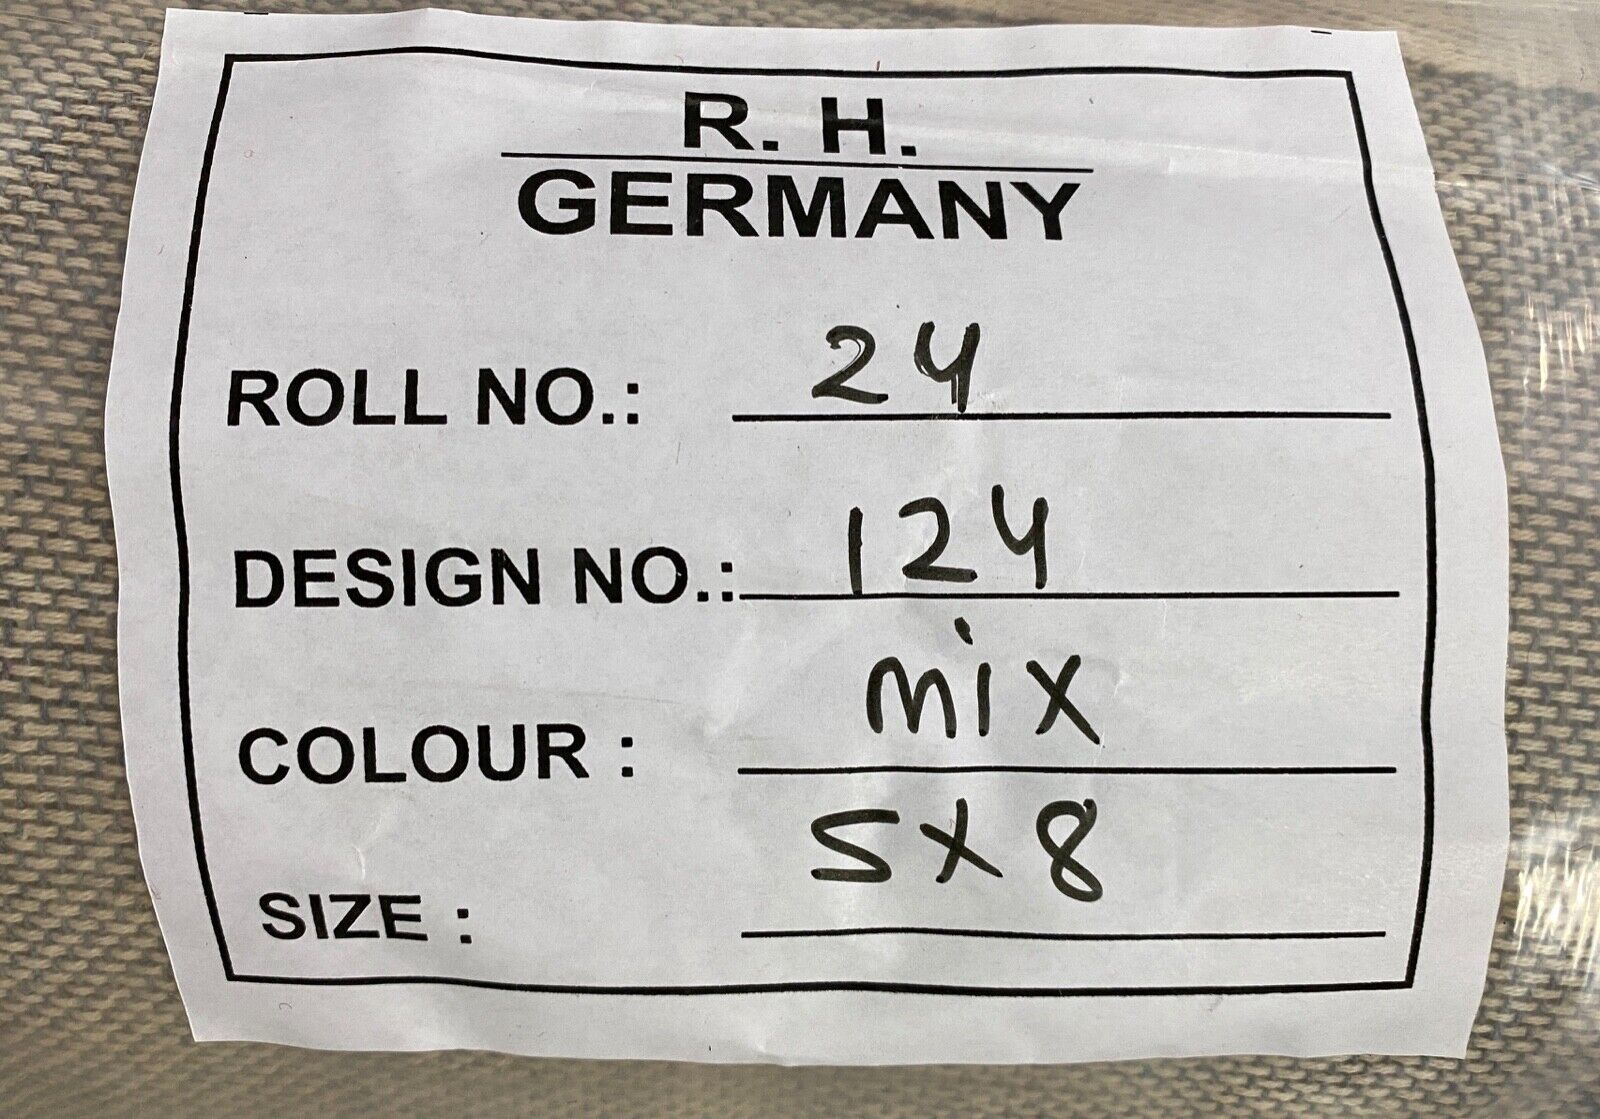 R. H.
GERMANY
ROLL NO.: 24
DESIGN NO.: 124
COLOUR : mix
SIZE : 5x8